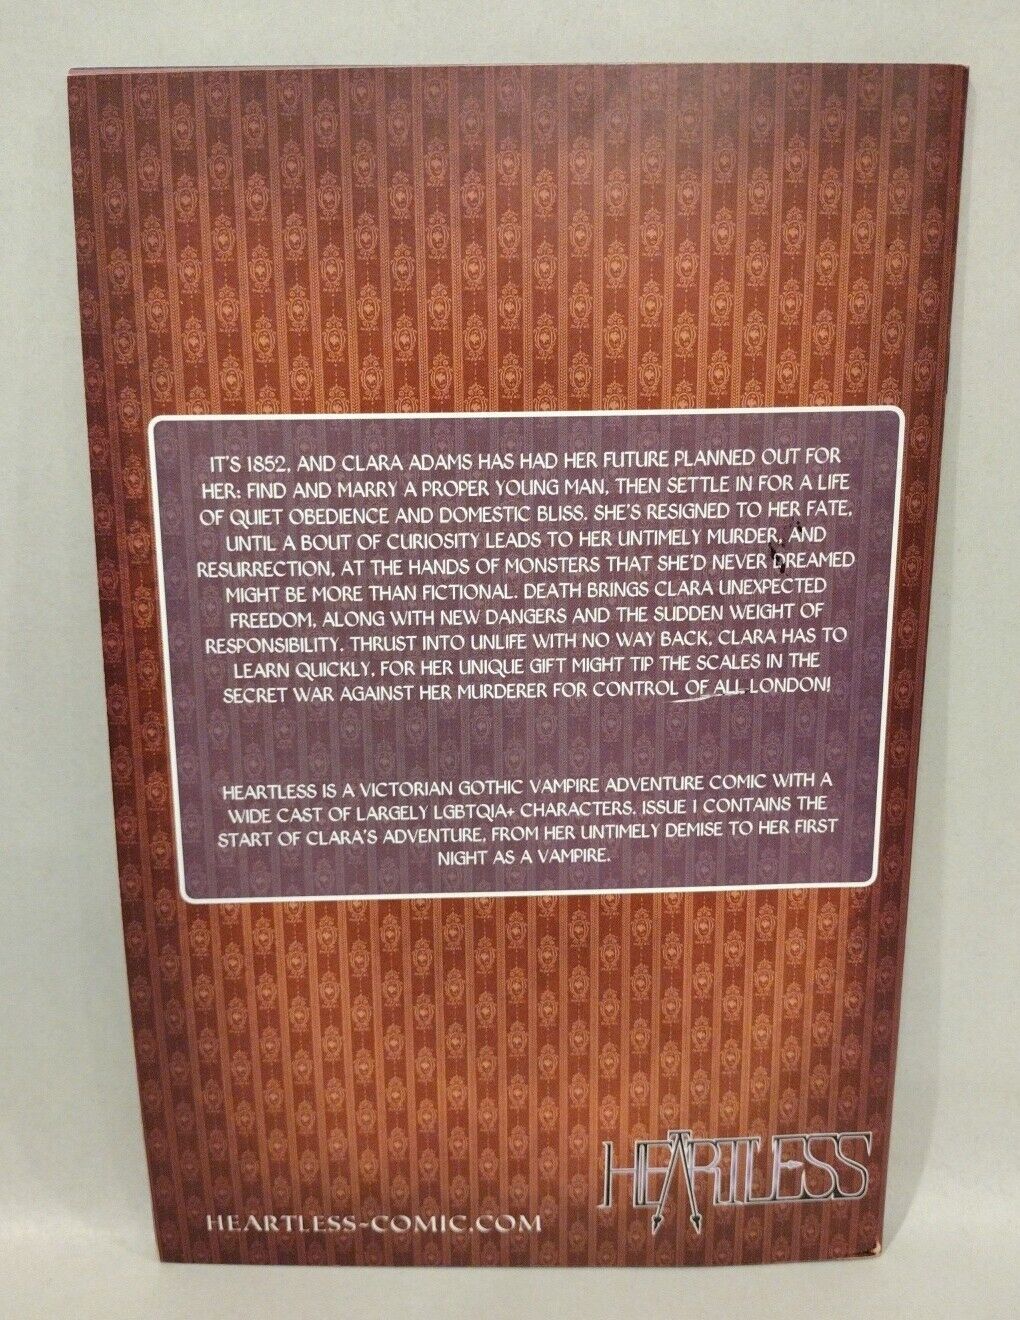 IT'S 1852, AND CLARA ADAMS HAS HAD HER FUTURE PLANNED OUT FOR
HER: FIND AND MARRY A PROPER YOUNG MAN, THEN SETTLE IN FOR A LIFE
OF QUIET OBEDIENCE AND DOMESTIC BLISS. SHE'S RESIGNED TO HER FATE,
UNTIL A BOUT OF CURIOSITY LEADS TO HER UNTIMELY MURDER, AND
RESURRECTION, AT THE HANDS OF MONSTERS THAT SHE'D NEVER DREAMED
MIGHT BE MORE THAN FICTIONAL. DEATH BRINGS CLARA UNEXPECTED
FREEDOM, ALONG WITH NEW DANGERS AND THE SUDDEN WEIGHT OF
RESPONSIBILITY. THRUST INTO UNLIFE WITH NO WAY BACK, CLARA HAS TO
LEARN QUICKLY, FOR HER UNIQUE GIFT MIGHT TIP THE SCALES IN THE
SECRET WAR AGAINST HER MURDERER FOR CONTROL OF ALL LONDON!
HEARTLESS IS A VICTORIAN GOTHIC VAMPIRE ADVENTURE COMIC WITH A
WIDE CAST OF LARGELY LGBTQIA+ CHARACTERS. ISSUE 1 CONTAINS THE
START OF CLARA'S ADVENTURE, FROM HER UNTIMELY DEMISE TO HER FIRST
NIGHT AS A VAMPIRE.
HEARTLESS
HEARTLESS-COMIC.COM